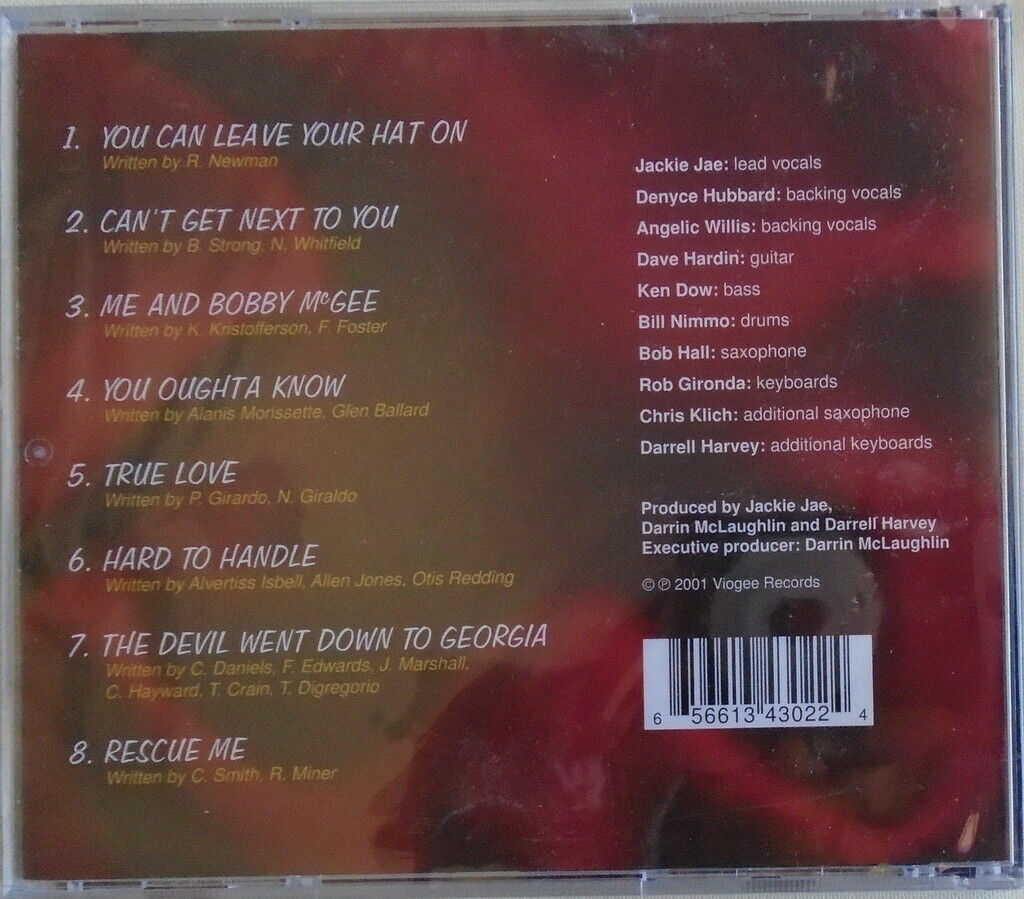 1. YOU CAN LEAVE YOUR HAT ON
Written by R. Newman
2. CAN'T GET NEXT TO YOU
Written by B. Strong, N. Whitfield
3. ME AND BOBBY McGEE
Written by K. Kristofferson, F. Foster
4. YOU OUGHTA KNOW
Written by Alanis Morissette, Glen Ballard
5. TRUE LOVE
Written by P. Girardo, N. Giraldo
6. HARD TO HANDLE
Written by Alvertiss Isbell, Allen Jones, Otis Redding
7. THE DEVIL WENT DOWN TO GEORGIA
Written by C. Daniels, F. Edwards, J. Marshall,
C. Hayward, T. Crain, T. Digregorio
8. RESCUE ME
Written by C. Smith, R. Miner
Jackie Jae: lead vocals
Denyce Hubbard: backing vocals
Angelic Willis: backing vocals
Dave Hardin: guitar
Ken Dow: bass
Bill Nimmo: drums
Bob Hall: saxophone
Rob Gironda: keyboards
Chris Klich: additional saxophone
Darrell Harvey: additional keyboards
Produced by Jackie Jae,
Darrin McLaughlin and Darrell Harvey
Executive producer: Darrin McLaughlin
© ℗ 2001 Viogee Records
6 56613 43022 4